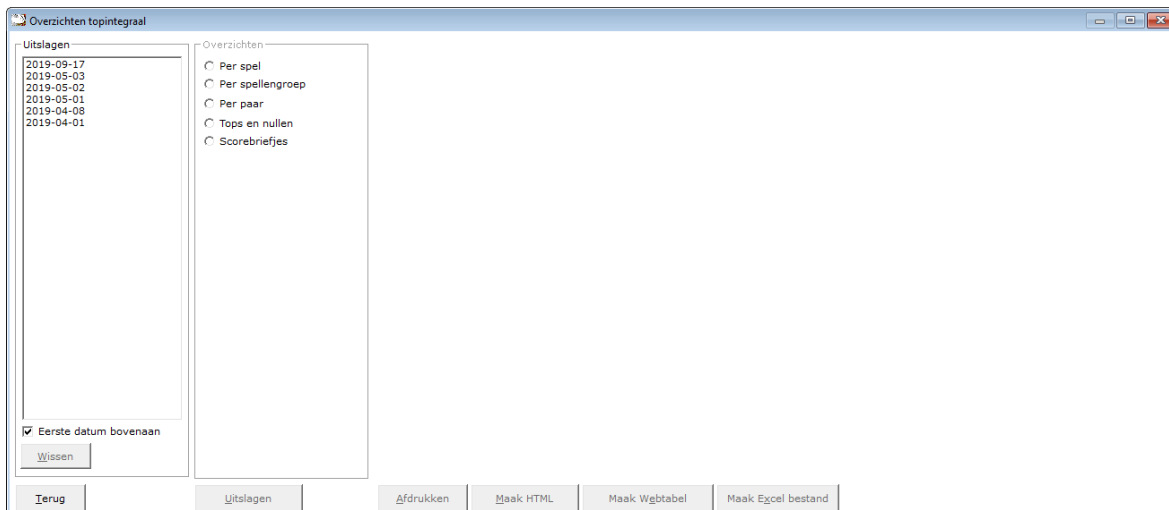 Overzichten topintegraal
Uitslagen
2019-09-17
2019-05-03
2019-05-02
2019-05-01
2019-04-08
2019-04-01
Eerste datum bovenaan
Wissen
Overzichten
Per spel
Per spellengroep
Per paar
Tops en nullen
Scorebriefjes
Terug
Uitslagen
Afdrukken
Maak HTML
Maak Webtabel
Maak Excel bestand